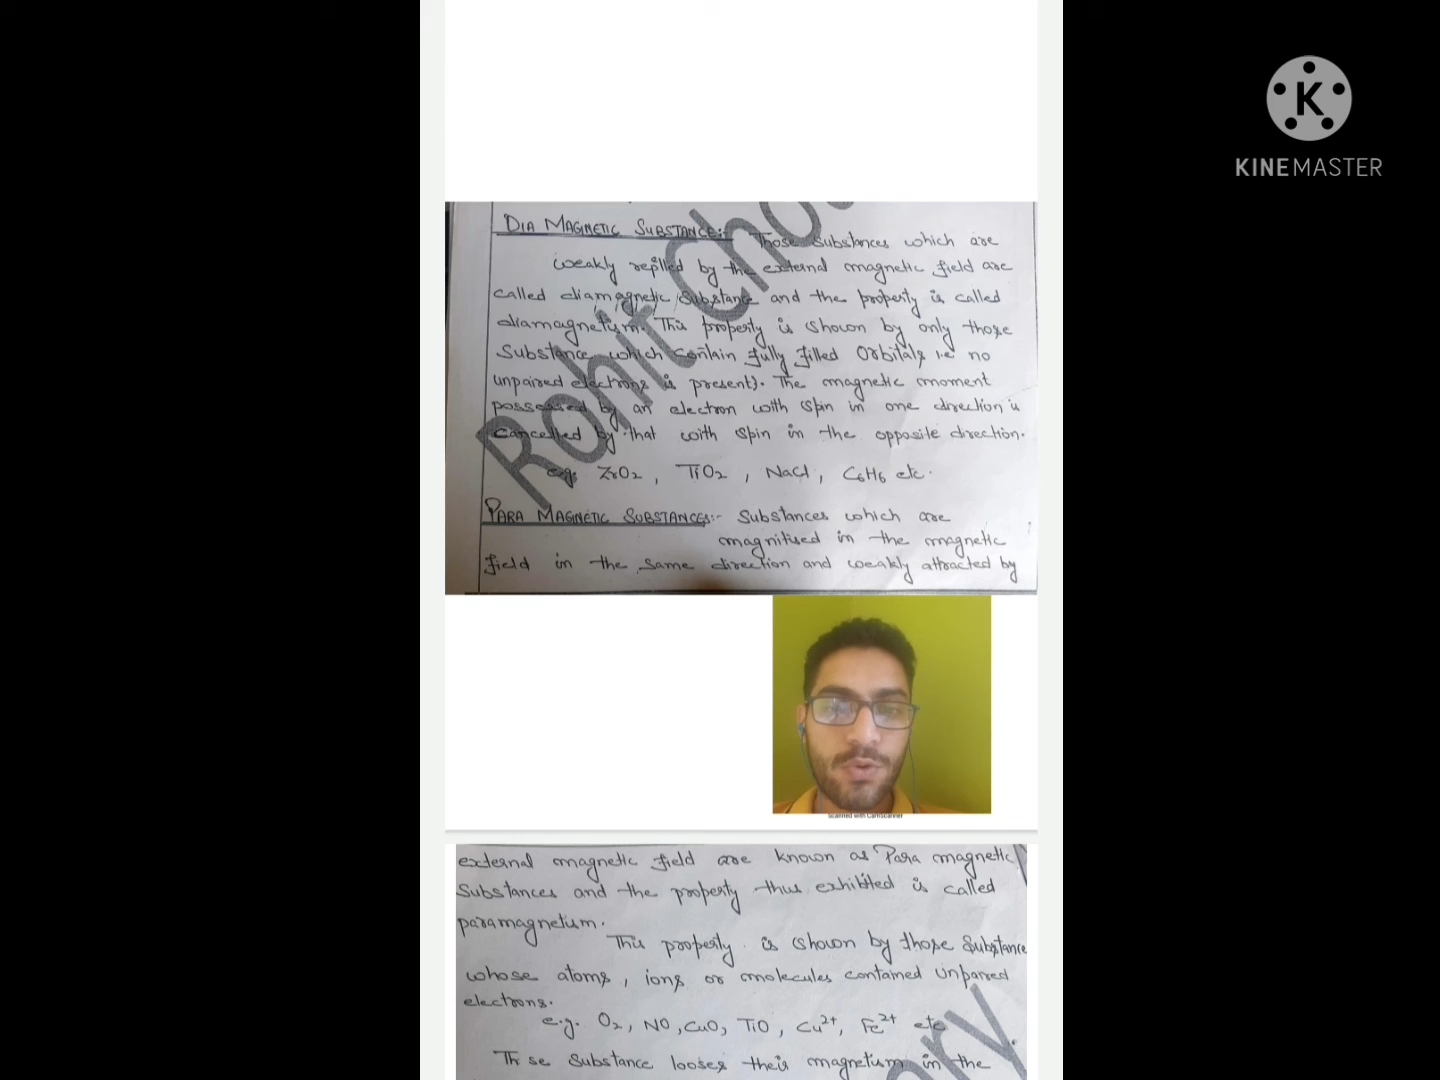 KINEMASTER
DIA MAGNETIC SUBSTANCE:- Those substances which are
weakly replled by the external magnetic field are
called diamagnetic substance and the property is called
diamagnetism. This property is shown by only those
Substance which contain fully filled Orbitals i.e no
unpaired electrons is present). The magnetic moment
possessed by an electron with spin in one direction is
cancelled by that with spin in the opposite direction.
e.g. ZrO2, TiO2, NaCl, C6H6 etc.
PARA MAGNETIC SUBSTANCES:- Substances which are
magnitised in the magnetic
field in the same direction and weakly attracted by
Scanned with CamScanner
external magnetic field are known as Para magnetic
Substances and the property thus exhibited is called
paramagnetism.
This property is shown by those Substance
whose atoms, ions or molecules contained unpaired
electrons.
e.g. O2, NO, CuO, TiO, Cu2+, Fe2+ etc
Th se Substance looses their magnetism in the